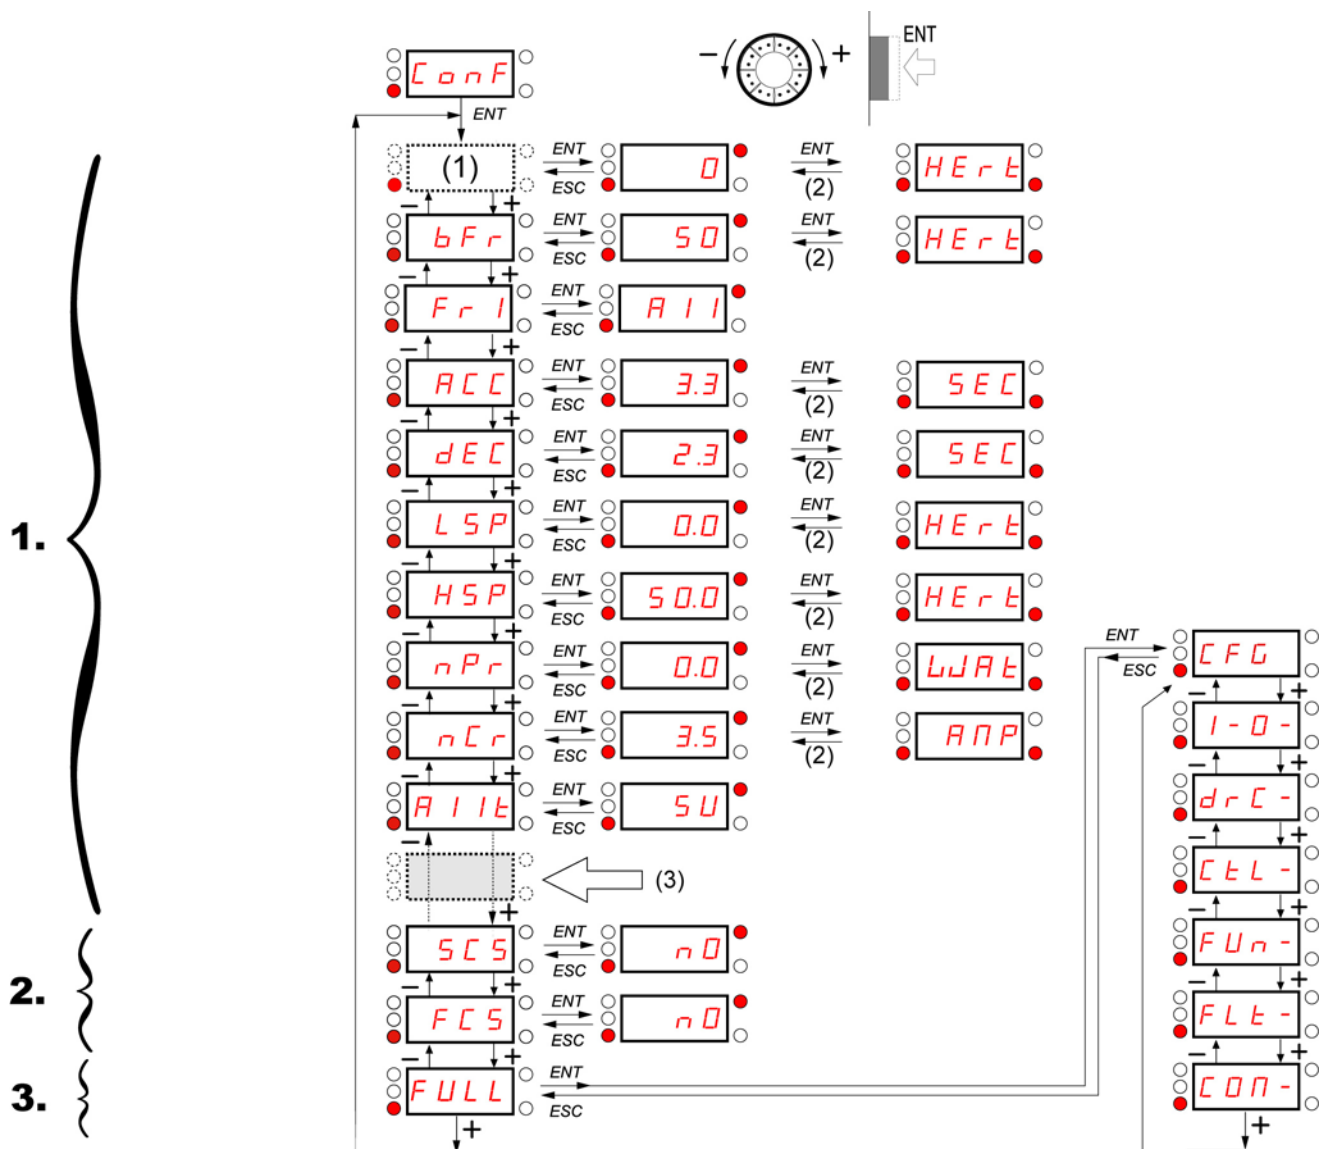 − + ENT
ConF
ENT
(1) ENT ESC 0 ENT (2) HErt
− +
bFr ENT ESC 50 ENT (2) HErt
− +
Fr1 ENT ESC A11
− +
ACC ENT ESC 3.3 ENT (2) SEC
− +
dEC ENT ESC 2.3 ENT (2) SEC
− +
LSP ENT ESC 0.0 ENT (2) HErt
1.
− +
HSP ENT ESC 50.0 ENT (2) HErt
− +
nPr ENT ESC 0.0 ENT (2) WAt ENT ESC CFG
− + − +
nCr ENT ESC 3.5 ENT (2) AMP I-O-
− + − +
A11t ENT ESC 5U drC-
− − +
(3) CtL-
+ − +
SCS ENT ESC nO FUn-
2.
− + − +
FCS ENT ESC nO FLt-
− + − +
3. FULL ENT ESC COM-
+ +